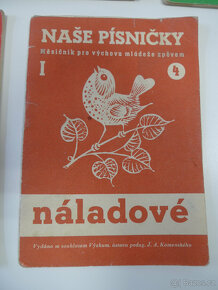 NAŠE PÍSNIČKY
Měsíčník pro výchovu mládeže zpěvem
I 4
náladové
Vydáno se souhlasem Výzkum. ústavu pedag. J. A. Komenského